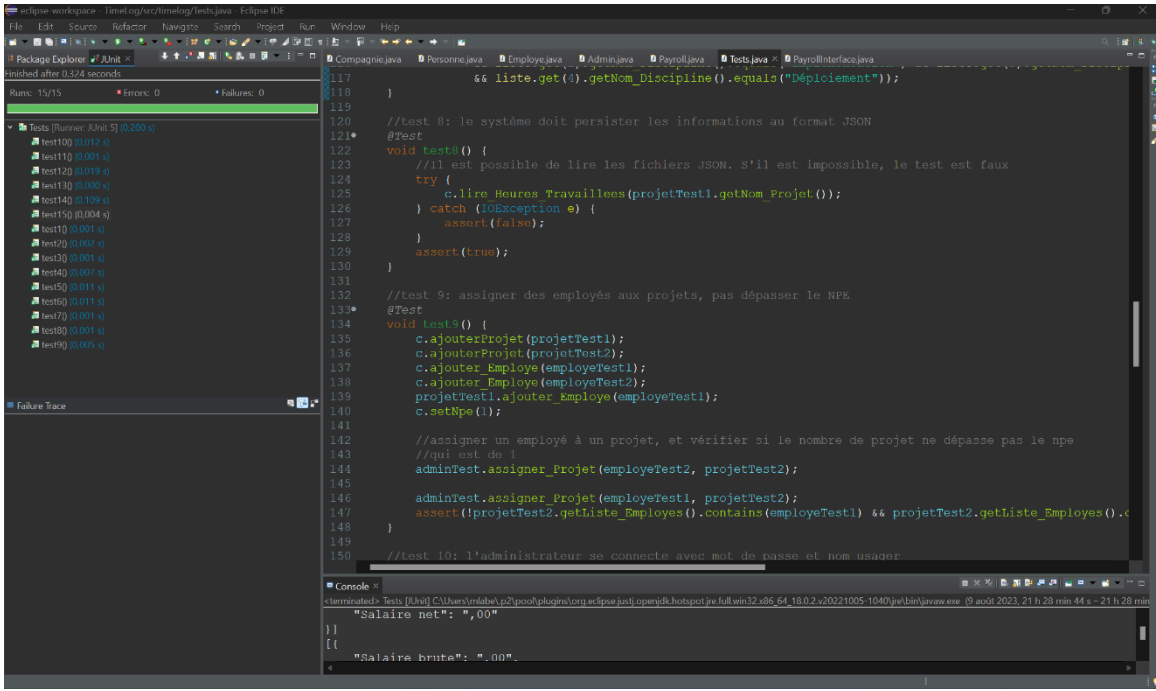 eclipse-workspace - TimeLog/src/timelog/Tests.java - Eclipse IDE
File Edit Source Refactor Navigate Search Project Run Window Help
Package Explorer JUnit ×
Finished after 0,324 seconds
Runs: 15/15 Errors: 0 Failures: 0
Tests [Runner: JUnit 5] (0,200 s)
test10() (0,012 s)
test11() (0,001 s)
test12() (0,019 s)
test13() (0,000 s)
test14() (0,109 s)
test15() (0,004 s)
test1() (0,001 s)
test2() (0,002 s)
test3() (0,001 s)
test4() (0,007 s)
test5() (0,011 s)
test6() (0,011 s)
test7() (0,001 s)
test8() (0,001 s)
test9() (0,005 s)
Failure Trace
Compagnie.java Personne.java Employe.java Admin.java Payroll.java Tests.java × PayrollInterface.java
117 && liste.get(4).getNom_Discipline().equals("Déploiement"));
118 }
119
120 //test 8: le système doit persister les informations au format JSON
121 @Test
122 void test8() {
123 //Il est possible de lire les fichiers JSON. S'il est impossible, le test est faux
124 try {
125 c.lire_Heures_Travaillees(projetTest1.getNom_Projet());
126 } catch (IOException e) {
127 assert(false);
128 }
129 assert(true);
130 }
131
132 //test 9: assigner des employés aux projets, pas dépasser le NPE
133 @Test
134 void test9() {
135 c.ajouterProjet(projetTest1);
136 c.ajouterProjet(projetTest2);
137 c.ajouter_Employe(employeTest1);
138 c.ajouter_Employe(employeTest2);
139 projetTest1.ajouter_Employe(employeTest1);
140 c.setNpe(1);
141
142 //assigner un employé à un projet, et vérifier si le nombre de projet ne dépasse pas le npe
143 //qui est de 1
144 adminTest.assigner_Projet(employeTest2, projetTest2);
145
146 adminTest.assigner_Projet(employeTest1, projetTest2);
147 assert(!projetTest2.getListe_Employes().contains(employeTest1) && projetTest2.getListe_Employes().c
148 }
149
150 //test 10: l'administrateur se connecte avec mot de passe et nom usager
Console ×
<terminated> Tests [JUnit] C:\Users\mlabe\.p2\pool\plugins\org.eclipse.justj.openjdk.hotspot.jre.full.win32.x86_64_18.0.2.v20221005-1040\jre\bin\javaw.exe (9 août 2023, 21 h 28 min 44 s – 21 h 28 min
"Salaire net": ",00"
}]
[{
"Salaire brute": ",00",